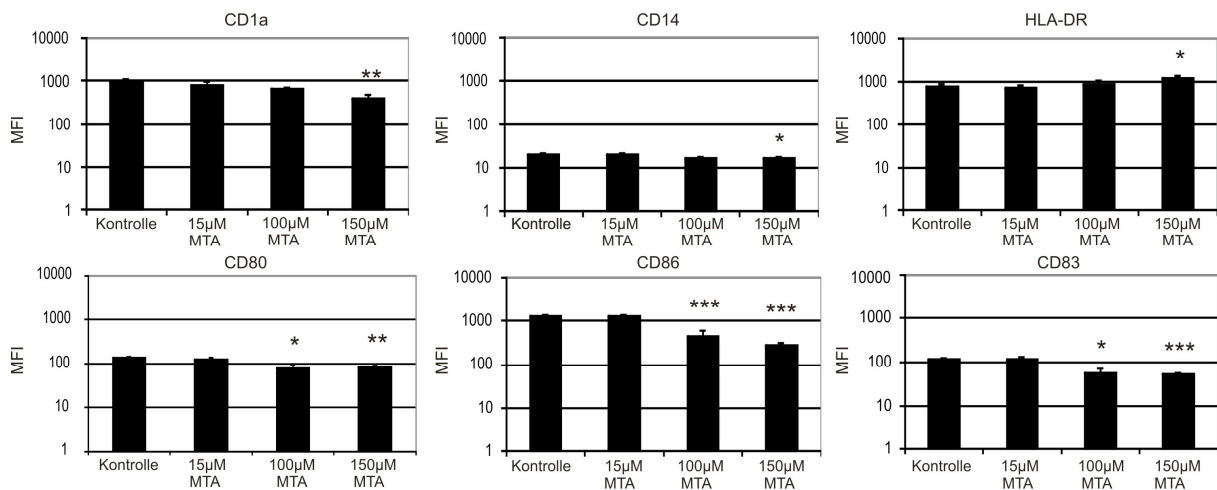 CD1a
10000
1000
100
10
1
MFI
**
Kontrolle
15µM
MTA
100µM
MTA
150µM
MTA
CD14
10000
1000
100
10
1
MFI
*
Kontrolle
15µM
MTA
100µM
MTA
150µM
MTA
HLA-DR
10000
1000
100
10
1
MFI
*
Kontrolle
15µM
MTA
100µM
MTA
150µM
MTA
CD80
10000
1000
100
10
1
MFI
*
**
Kontrolle
15µM
MTA
100µM
MTA
150µM
MTA
CD86
10000
1000
100
10
1
MFI
***
***
Kontrolle
15µM
MTA
100µM
MTA
150µM
MTA
CD83
10000
1000
100
10
1
MFI
*
***
Kontrolle
15µM
MTA
100µM
MTA
150µM
MTA